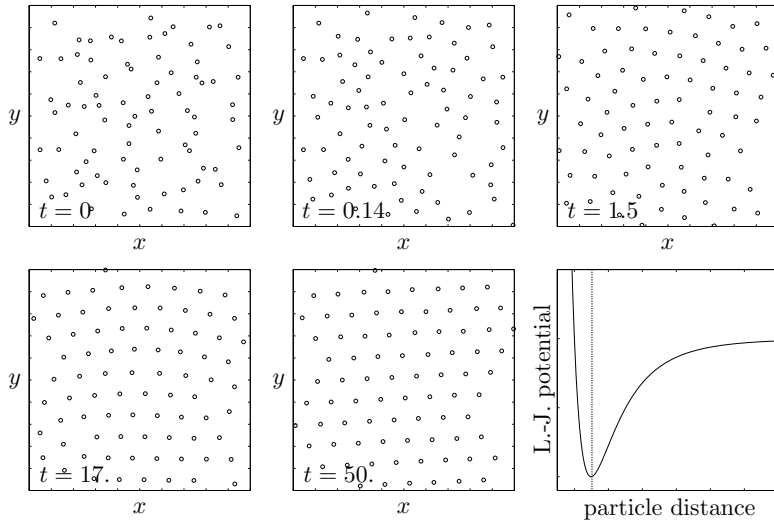 y
t = 0
x
y
t = 0.14
x
y
t = 1.5
x
y
t = 17.
x
y
t = 50.
x
L.-J. potential
particle distance